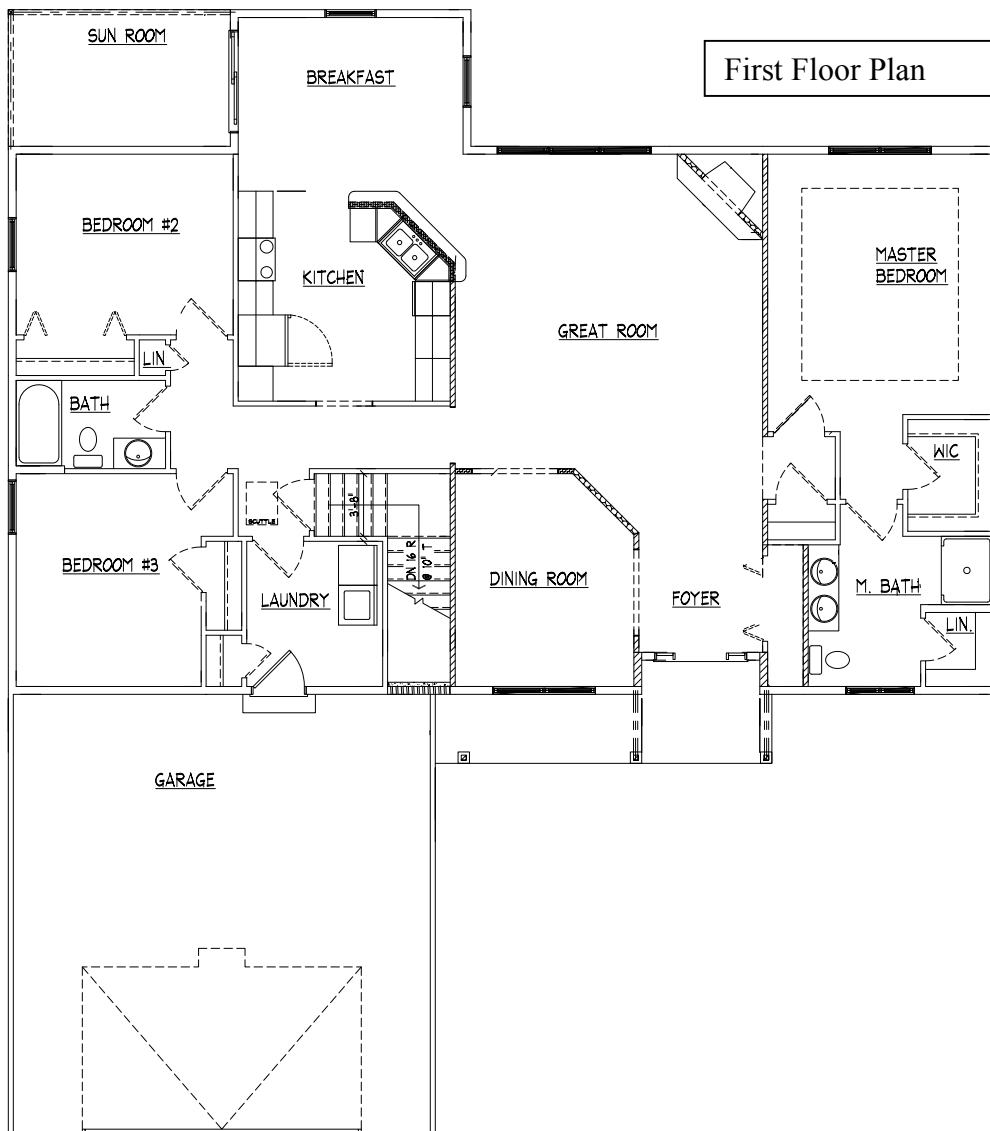 SUN ROOM
First Floor Plan
BREAKFAST
BEDROOM #2
MASTER
BEDROOM
KITCHEN
GREAT ROOM
LIN
BATH
WIC
3'-8"
SCUTTLE
DN 16 R
@ 10" T
BEDROOM #3
LAUNDRY
DINING ROOM
FOYER
M. BATH
LIN.
GARAGE